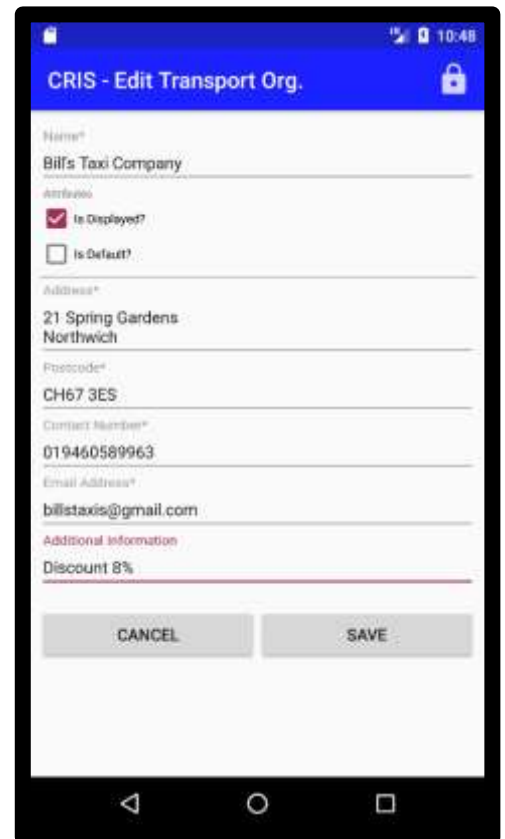 10:48
CRIS - Edit Transport Org.
Name*
Bill's Taxi Company
Attributes
Is Displayed?
Is Default?
Address*
21 Spring Gardens
Northwich
Postcode*
CH67 3ES
Contact Number*
019460589963
Email Address*
billstaxis@gmail.com
Additional Information
Discount 8%
CANCEL SAVE